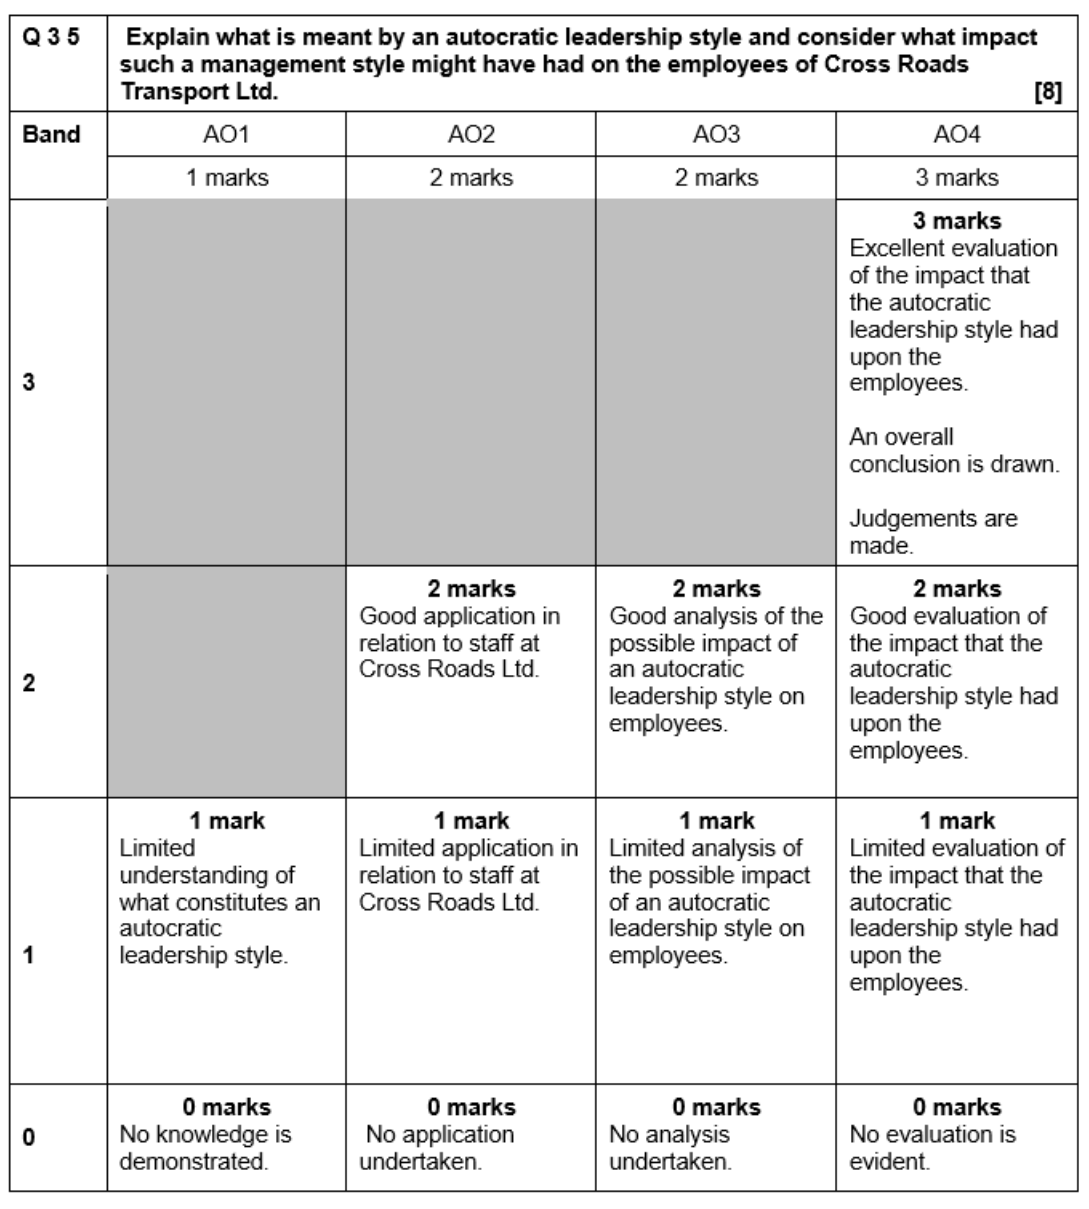 Q 3 5
Explain what is meant by an autocratic leadership style and consider what impact
such a management style might have had on the employees of Cross Roads
Transport Ltd. [8]
Band
AO1
AO2
AO3
AO4
1 marks
2 marks
2 marks
3 marks
3
3 marks
Excellent evaluation
of the impact that
the autocratic
leadership style had
upon the
employees.
An overall
conclusion is drawn.
Judgements are
made.
2
2 marks
Good application in
relation to staff at
Cross Roads Ltd.
2 marks
Good analysis of the
possible impact of
an autocratic
leadership style on
employees.
2 marks
Good evaluation of
the impact that the
autocratic
leadership style had
upon the
employees.
1
1 mark
Limited
understanding of
what constitutes an
autocratic
leadership style.
1 mark
Limited application in
relation to staff at
Cross Roads Ltd.
1 mark
Limited analysis of
the possible impact
of an autocratic
leadership style on
employees.
1 mark
Limited evaluation of
the impact that the
autocratic
leadership style had
upon the
employees.
0
0 marks
No knowledge is
demonstrated.
0 marks
No application
undertaken.
0 marks
No analysis
undertaken.
0 marks
No evaluation is
evident.